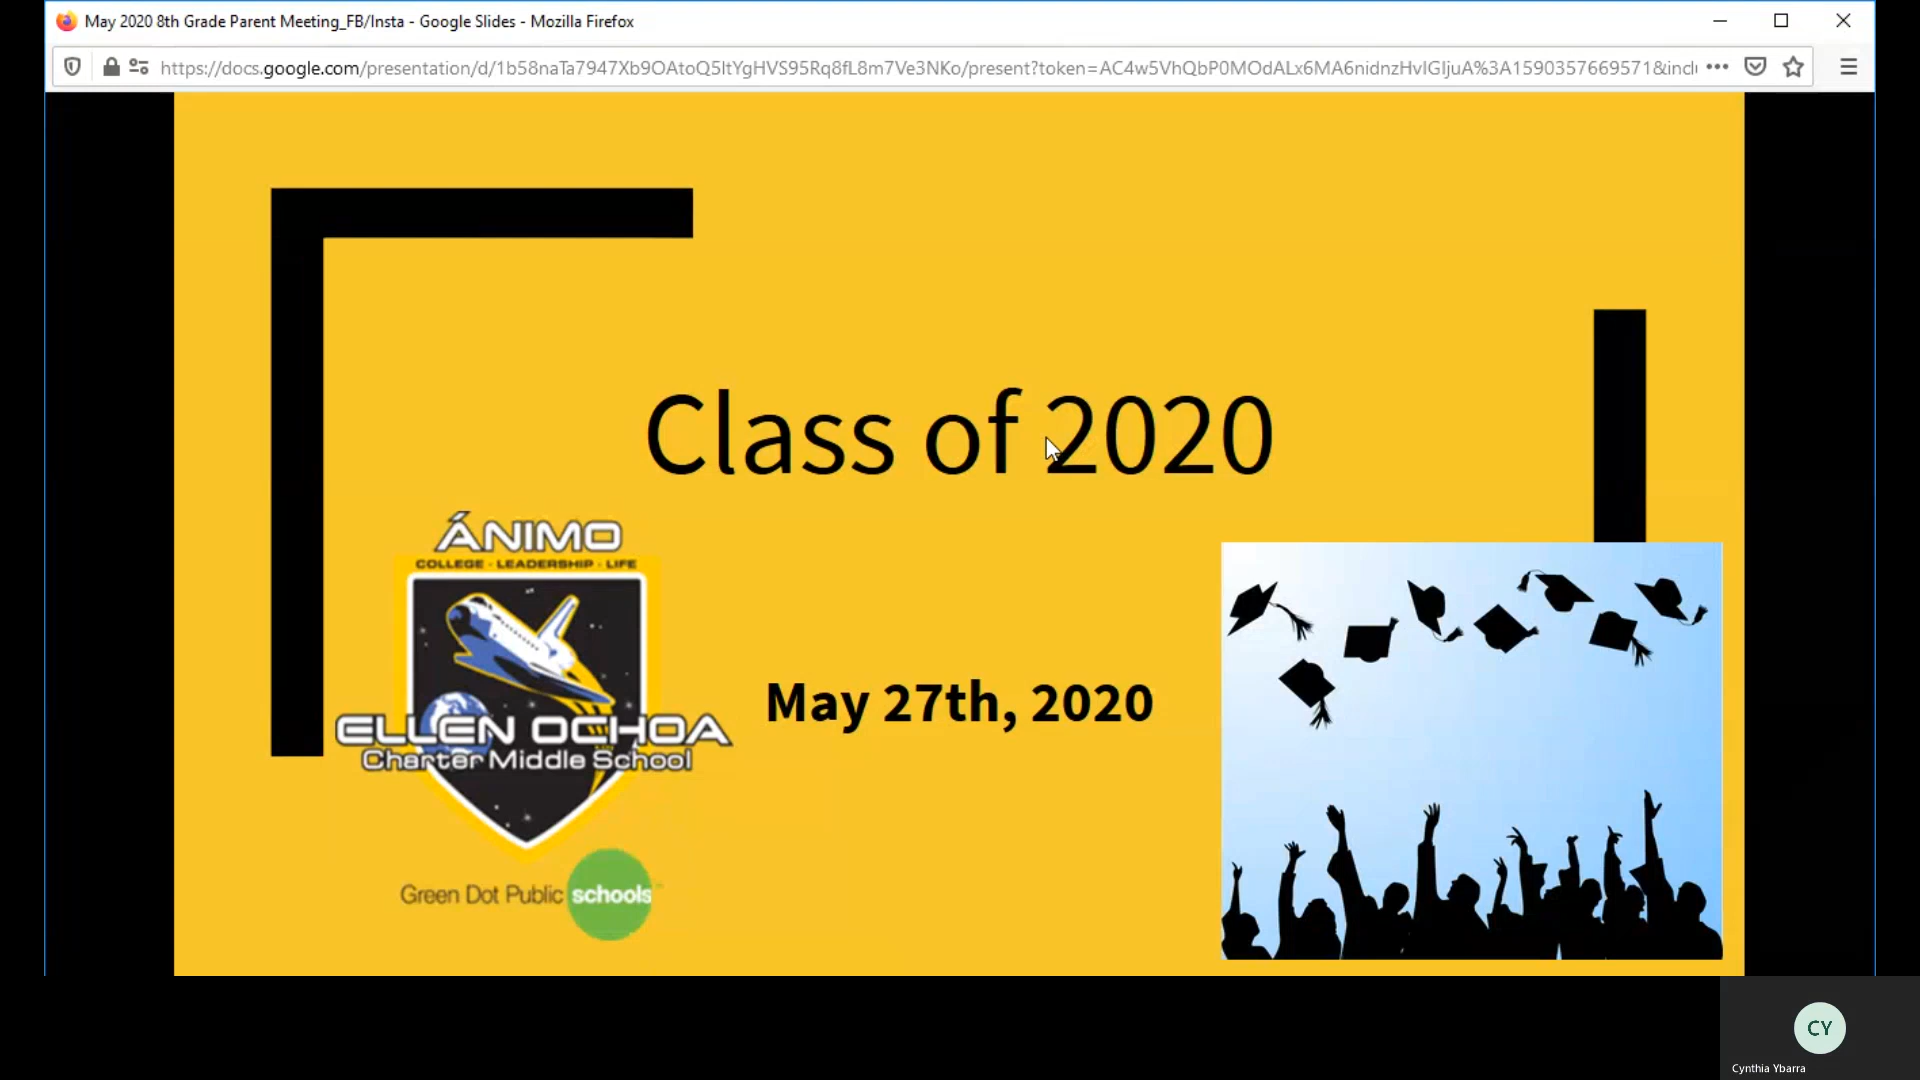 May 2020 8th Grade Parent Meeting_FB/Insta - Google Slides - Mozilla Firefox
https://docs.google.com/presentation/d/1b58naTa7947Xb9OAtoQ5ltYgHVS95Rq8fL8m7Ve3NKo/present?token=AC4w5VhQbP0MOdALx6MA6nidnzHvIGIjuA%3A1590357669571&incl
Class of 2020
ÁNIMO
COLLEGE - LEADERSHIP - LIFE
ELLEN OCHOA
Charter Middle School
May 27th, 2020
Green Dot Public schools
CY
Cynthia Ybarra